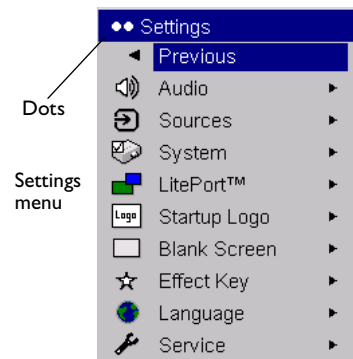 Settings
Previous
Audio
Dots
Sources
System
Settings
menu
LitePort™
Logo
Startup Logo
Blank Screen
Effect Key
Language
Service